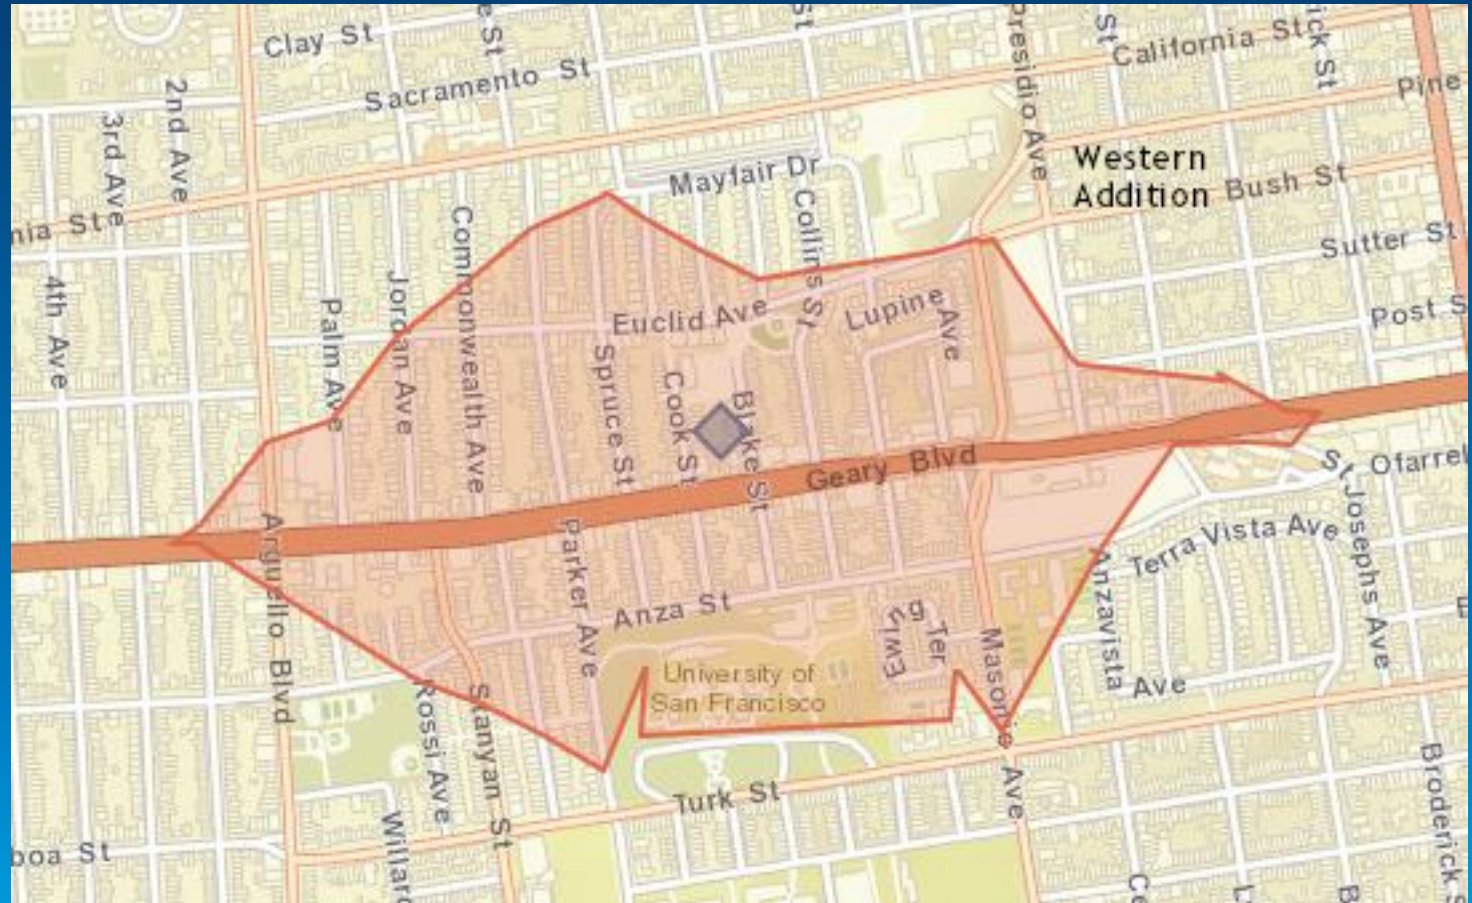 Clay St
Sacramento St
California St
2nd Ave
3rd Ave
Presidio Ave
Pine
Western
Addition
Bush St
Mayfair Dr
Collins St
nia St
Sutter St
4th Ave
Palm Ave
Jordan Ave
Commonwealth Ave
Euclid Ave
Lupine
Ave
Post S
Spruce St
Cook St
Blake St
Geary Blvd
St Josephs Ave
Ofarrel
Arguello Blvd
Parker Ave
Anza St
Ewing
Ter
Masonic Ave
Anzavista
Ave
Terra Vista Ave
University of
San Francisco
Rossi Ave
Stanyan St
Turk St
Willard
boa St
Broderick S